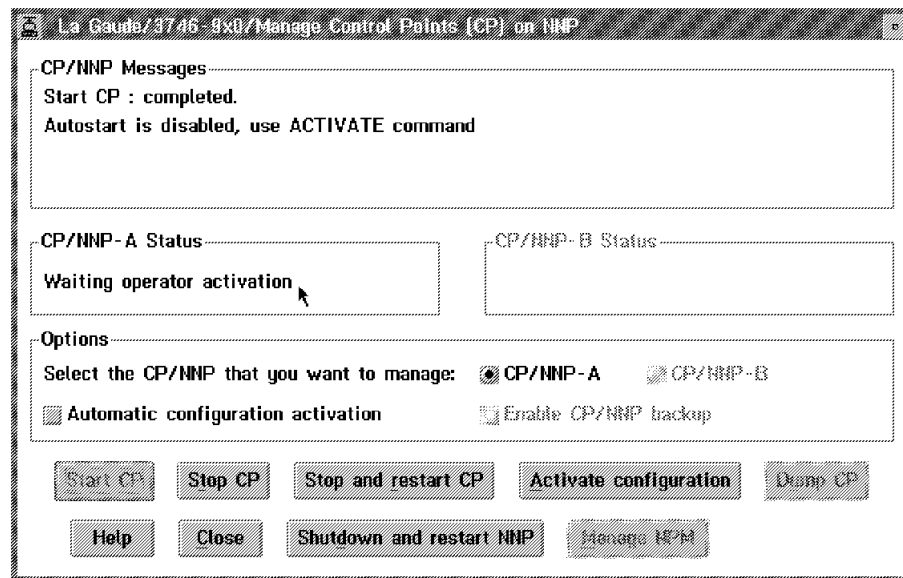 La Gaude/3746-9x0/Manage Control Points (CP) on NNP
CP/NNP Messages
Start CP : completed.
Autostart is disabled, use ACTIVATE command
CP/NNP-A Status
CP/NNP-B Status
Waiting operator activation
Options
Select the CP/NNP that you want to manage: CP/NNP-A CP/NNP-B
Automatic configuration activation Enable CP/NNP backup
Start CP Stop CP Stop and restart CP Activate configuration Dump CP
Help Close Shutdown and restart NNP Manage NPM